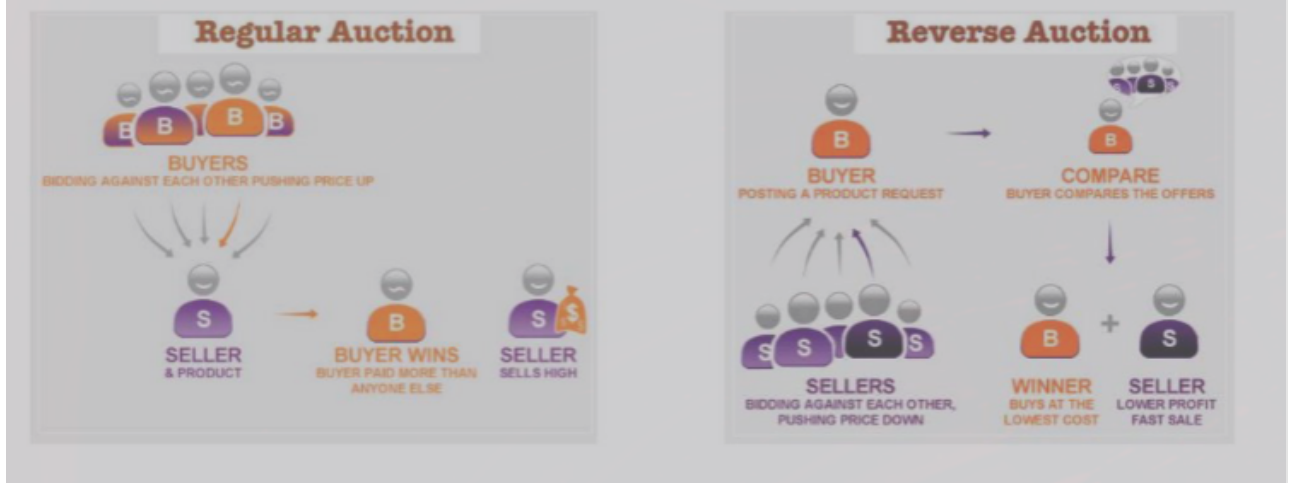 Regular Auction
B
B
B
B
BUYERS
BIDDING AGAINST EACH OTHER PUSHING PRICE UP
S
SELLER
& PRODUCT
B
BUYER WINS
BUYER PAID MORE THAN
ANYONE ELSE
S
$
SELLER
SELLS HIGH
Reverse Auction
B
BUYER
POSTING A PRODUCT REQUEST
S
B
COMPARE
BUYER COMPARES THE OFFERS
S
S
S
S
SELLERS
BIDDING AGAINST EACH OTHER,
PUSHING PRICE DOWN
B
+
S
WINNER
BUYS AT THE
LOWEST COST
SELLER
LOWER PROFIT
FAST SALE